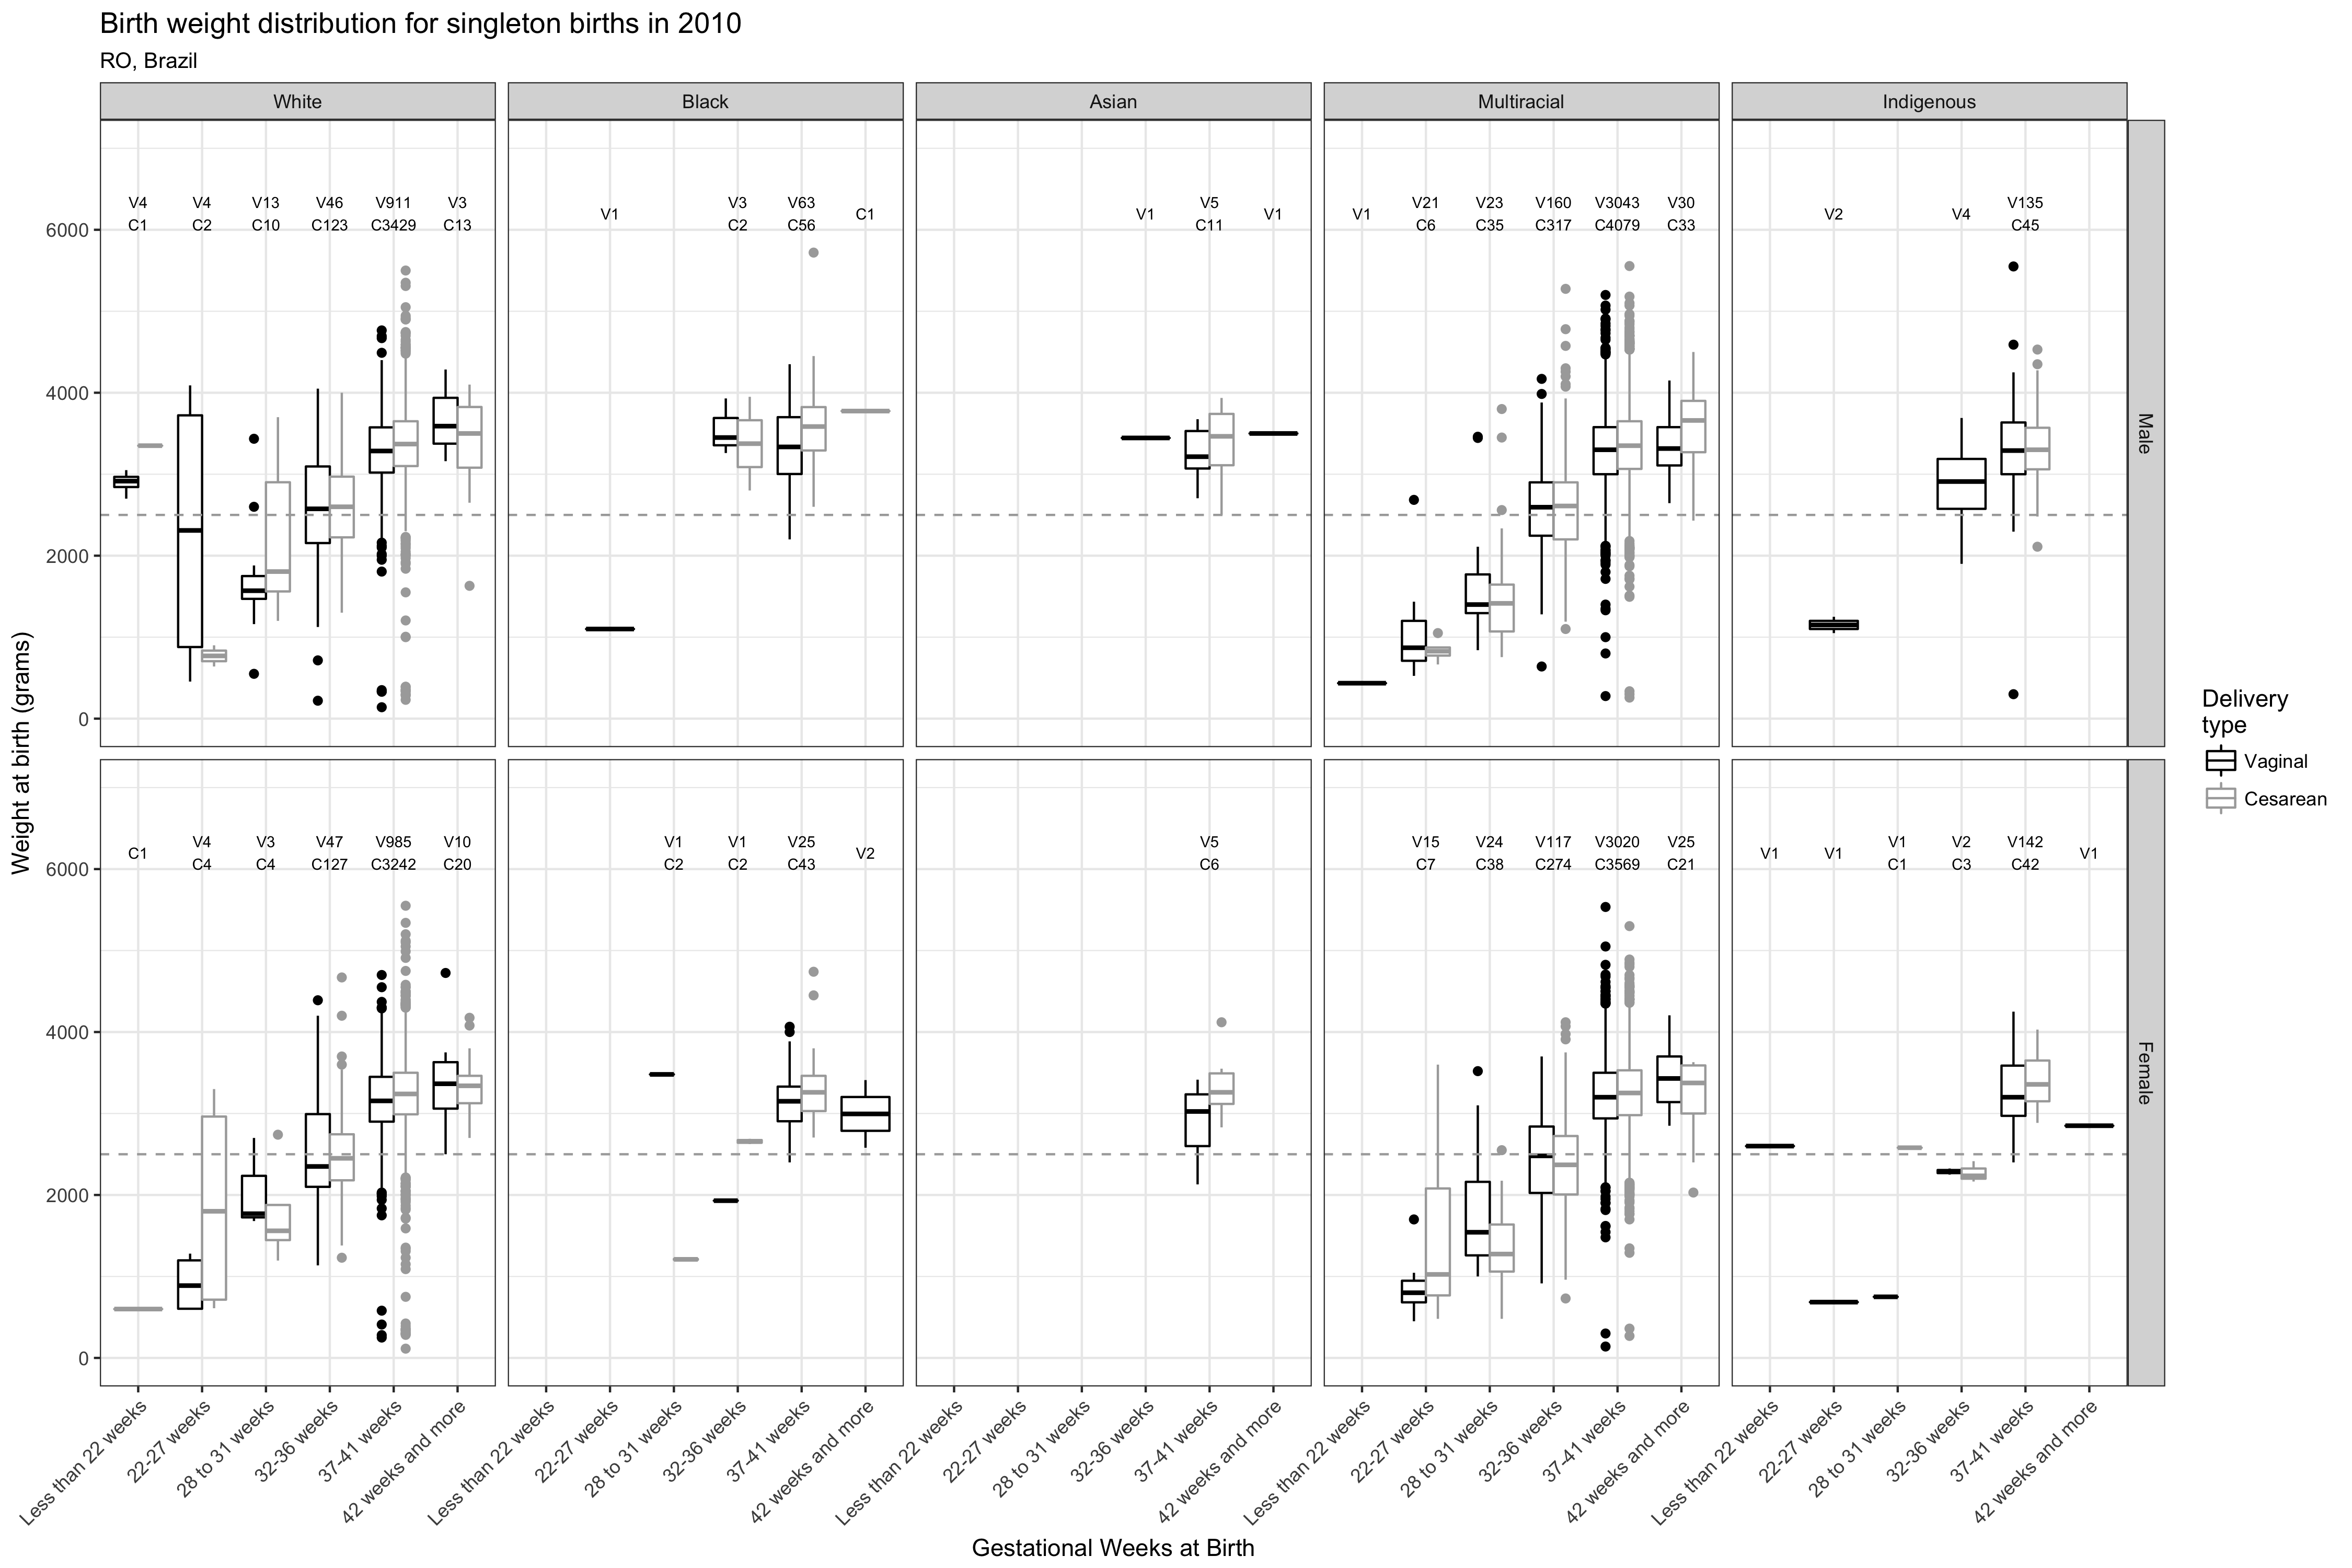 Birth weight distribution for singleton births in 2010
RO, Brazil
White
Black
Asian
Multiracial
Indigenous
V4 V4 V13 V46 V911 V3
C1 C2 C10 C123 C3429 C13
V1 V3 V63 C1
C2 C56
V1 V5 V1
C11
V1 V21 V23 V160 V3043 V30
C6 C35 C317 C4079 C33
V2 V4 V135
C45
6000
4000
2000
0
Male
C1 V4 V3 V47 V985 V10
C4 C4 C127 C3242 C20
V1 V1 V25 V2
C2 C2 C43
V5
C6
V15 V24 V117 V3020 V25
C7 C38 C274 C3569 C21
V1 V1 V1 V2 V142 V1
C1 C3 C42
6000
4000
2000
0
Female
Weight at birth (grams)
Less than 22 weeks
22-27 weeks
28 to 31 weeks
32-36 weeks
37-41 weeks
42 weeks and more
Less than 22 weeks
22-27 weeks
28 to 31 weeks
32-36 weeks
37-41 weeks
42 weeks and more
Less than 22 weeks
22-27 weeks
28 to 31 weeks
32-36 weeks
37-41 weeks
42 weeks and more
Less than 22 weeks
22-27 weeks
28 to 31 weeks
32-36 weeks
37-41 weeks
42 weeks and more
Less than 22 weeks
22-27 weeks
28 to 31 weeks
32-36 weeks
37-41 weeks
42 weeks and more
Gestational Weeks at Birth
Delivery
type
Vaginal
Cesarean